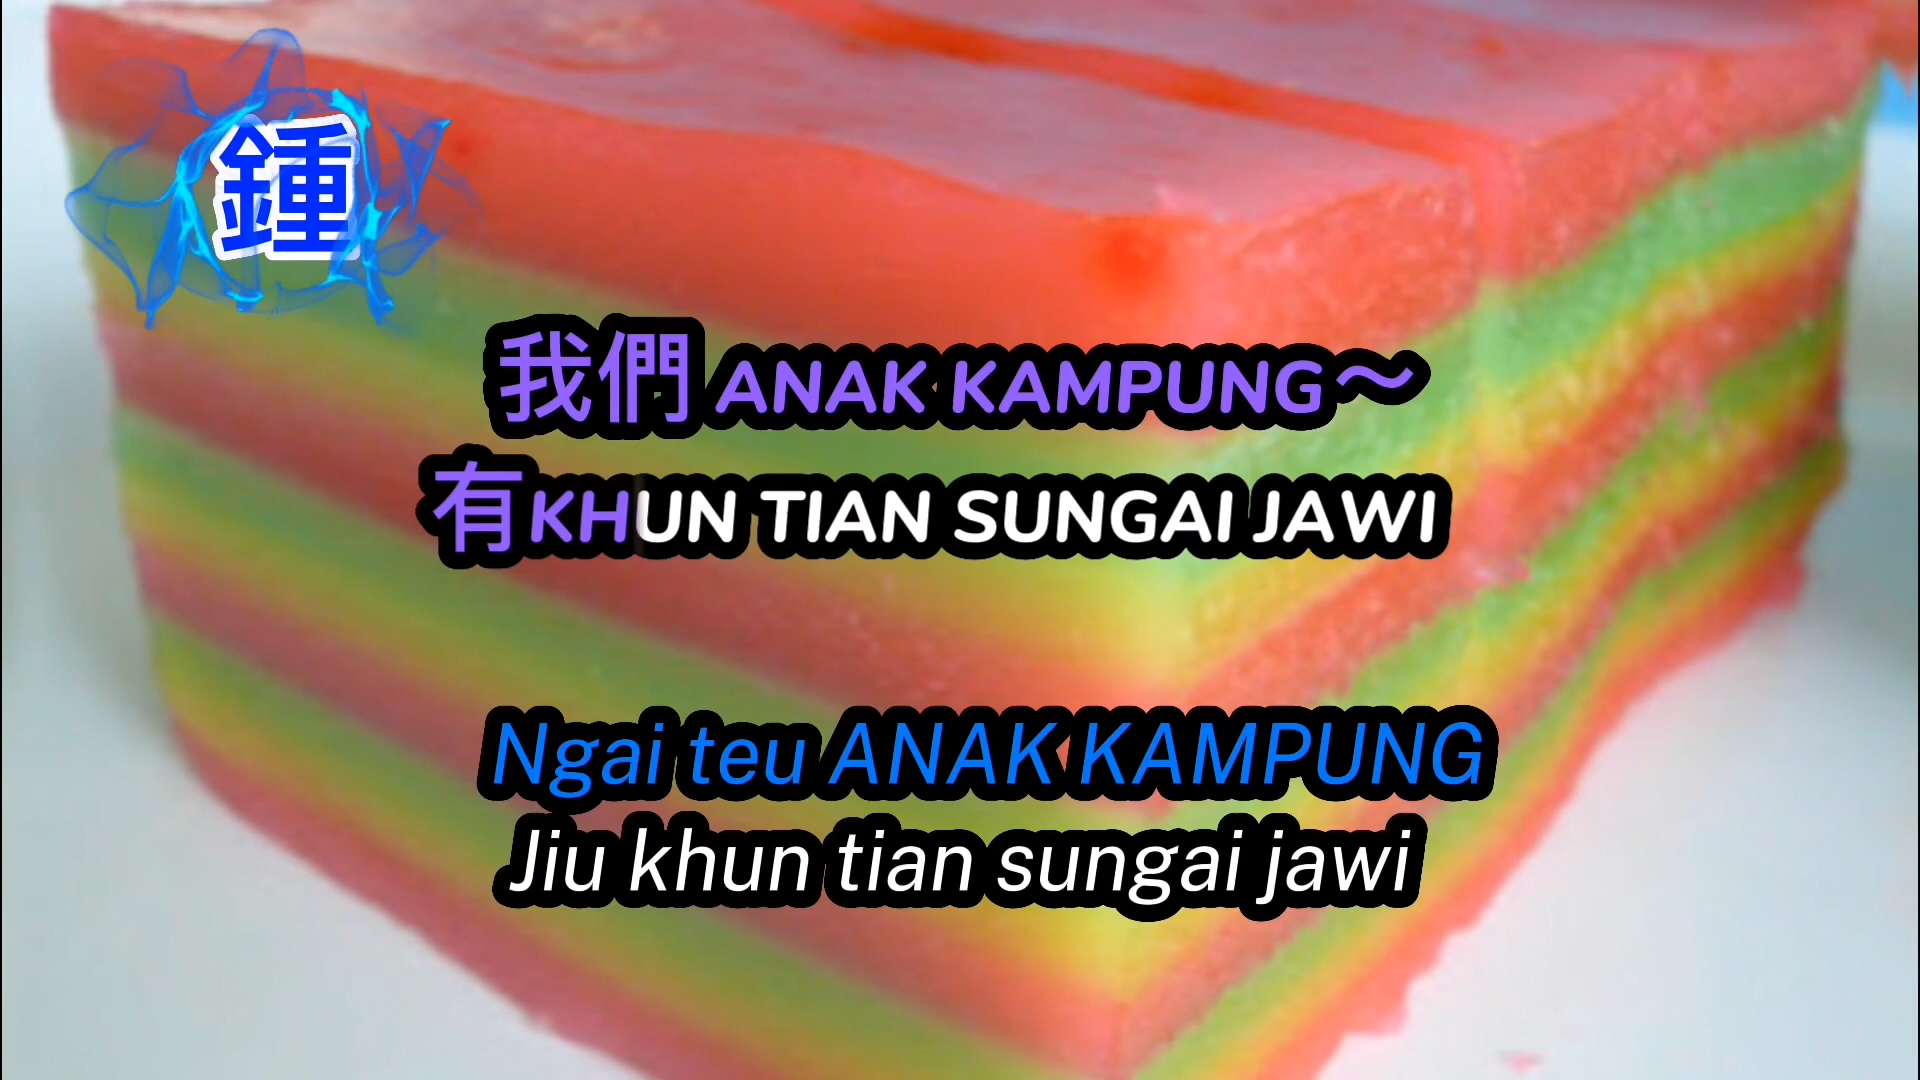 鍾
我們 ANAK KAMPUNG～
有KHUN TIAN SUNGAI JAWI
Ngai teu ANAK KAMPUNG
Jiu khun tian sungai jawi